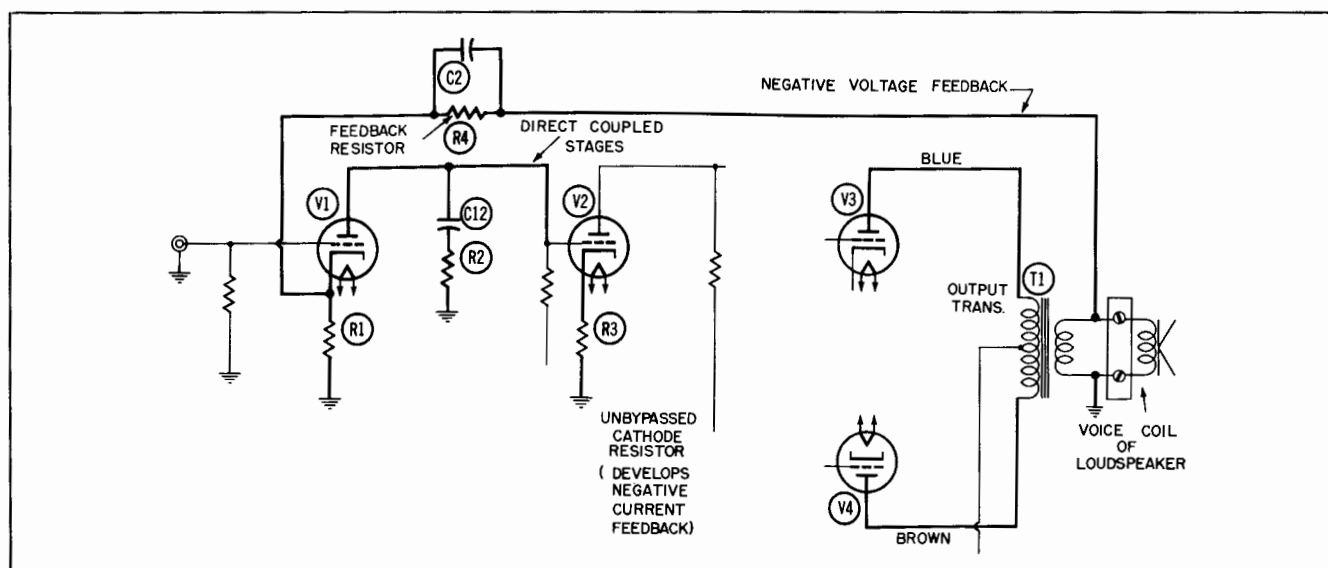 C2
NEGATIVE VOLTAGE FEEDBACK
FEEDBACK
RESISTOR
R4
DIRECT COUPLED
STAGES
BLUE
V1
C12
V2
V3
R2
OUTPUT
TRANS.
T1
R1
R3
UNBYPASSED
CATHODE
RESISTOR
( DEVELOPS
NEGATIVE
CURRENT
FEEDBACK)
VOICE COIL
OF
LOUDSPEAKER
V4
BROWN